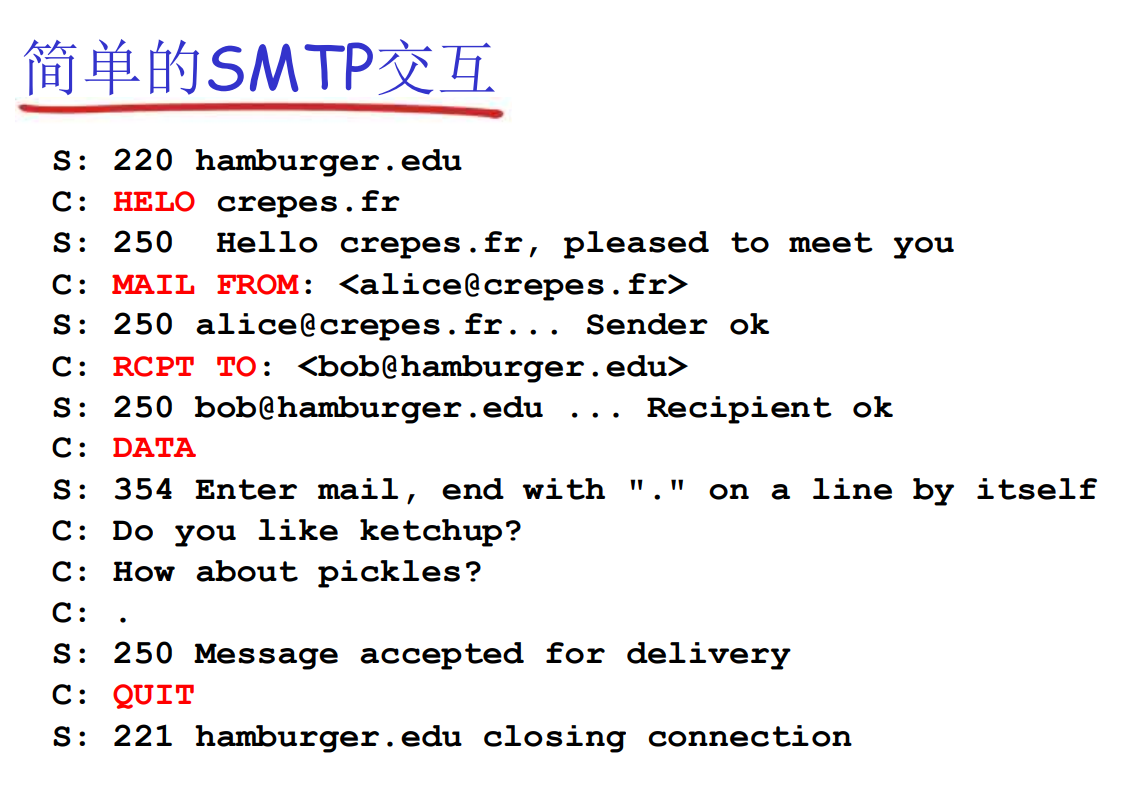 简单的SMTP交互
S: 220 hamburger.edu
C: HELO crepes.fr
S: 250  Hello crepes.fr, pleased to meet you
C: MAIL FROM: <alice@crepes.fr>
S: 250 alice@crepes.fr... Sender ok
C: RCPT TO: <bob@hamburger.edu>
S: 250 bob@hamburger.edu ... Recipient ok
C: DATA
S: 354 Enter mail, end with "." on a line by itself
C: Do you like ketchup?
C: How about pickles?
C: .
S: 250 Message accepted for delivery
C: QUIT
S: 221 hamburger.edu closing connection